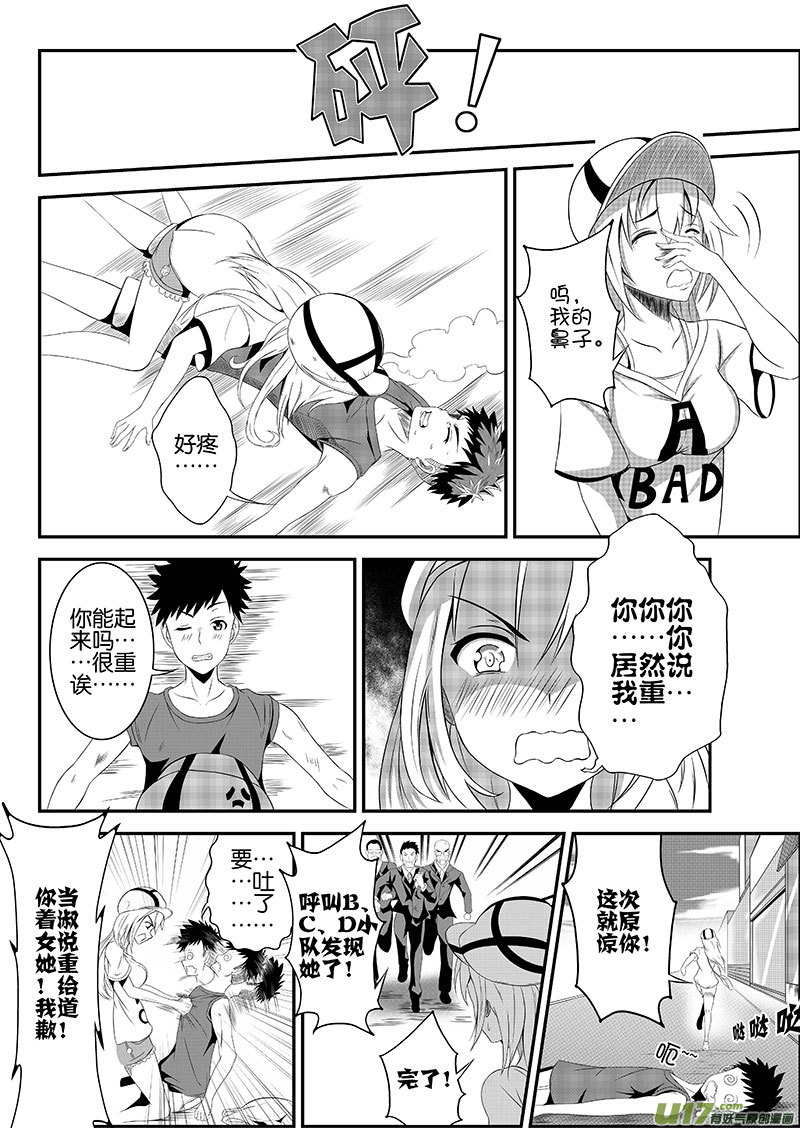 砰！
呜，
我的
鼻子。
A
BAD
好疼
……
你你你
……你
居然说
我重…
……
你能起
来吗…
…很重
诶……
这次
就原
谅你！
哒 哒 哒
呃~~
呼叫B、
C、D小
队发现
她了！
完了！
要……
吐了
……
你当
着淑
女说
她重
！给
我道
歉！
U17.com
有妖气原创漫画